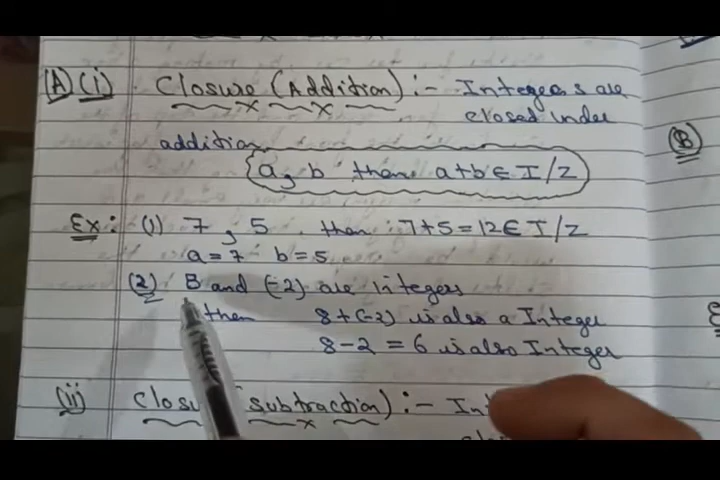 (A) (i) Closure (Addition) :- Integers are
closed under
addition
a, b then a+b ∈ I/Z
(B)
Ex: (1) 7, 5 . then 7+5 = 12 ∈ I/Z
a = 7 b = 5
(2) 8 and (-2) are integers
then 8+(-2) is also a Integer
8-2 = 6 is also Integer
(ii) subtraction) :-